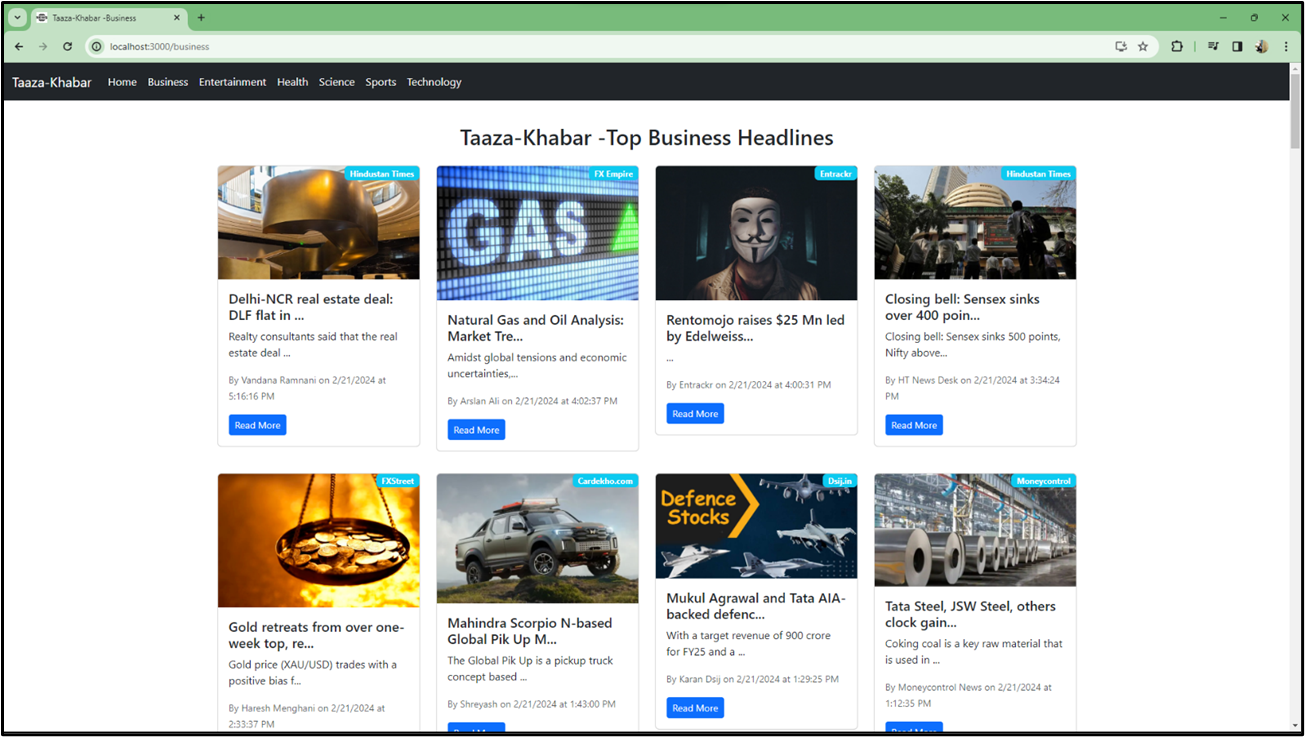 Taaza-Khabar -Business
localhost:3000/business
Taaza-Khabar Home Business Entertainment Health Science Sports Technology
Taaza-Khabar -Top Business Headlines
Hindustan Times
Delhi-NCR real estate deal:
DLF flat in ...
Realty consultants said that the real
estate deal ...
By Vandana Ramnani on 2/21/2024 at
5:16:16 PM
Read More
FX Empire
GAS
Natural Gas and Oil Analysis:
Market Tre...
Amidst global tensions and economic
uncertainties,...
By Arslan Ali on 2/21/2024 at 4:02:37 PM
Read More
Entrackr
Rentomojo raises $25 Mn led
by Edelweiss...
...
By Entrackr on 2/21/2024 at 4:00:31 PM
Read More
Hindustan Times
Closing bell: Sensex sinks
over 400 poin...
Closing bell: Sensex sinks 500 points,
Nifty above...
By HT News Desk on 2/21/2024 at 3:34:24
PM
Read More
FXStreet
Gold retreats from over one-
week top, re...
Gold price (XAU/USD) trades with a
positive bias f...
By Haresh Menghani on 2/21/2024 at
2:33:37 PM
Cardekho.com
Mahindra Scorpio N-based
Global Pik Up M...
The Global Pik Up is a pickup truck
concept based ...
By Shreyash on 2/21/2024 at 1:43:00 PM
Read More
Dsij.in
Defence
Stocks
Mukul Agrawal and Tata AIA-
backed defenc...
With a target revenue of 900 crore
for FY25 and a ...
By Karan Dsij on 2/21/2024 at 1:29:25 PM
Read More
Moneycontrol
Tata Steel, JSW Steel, others
clock gain...
Coking coal is a key raw material that
is used in ...
By Moneycontrol News on 2/21/2024 at
1:12:35 PM
Read More